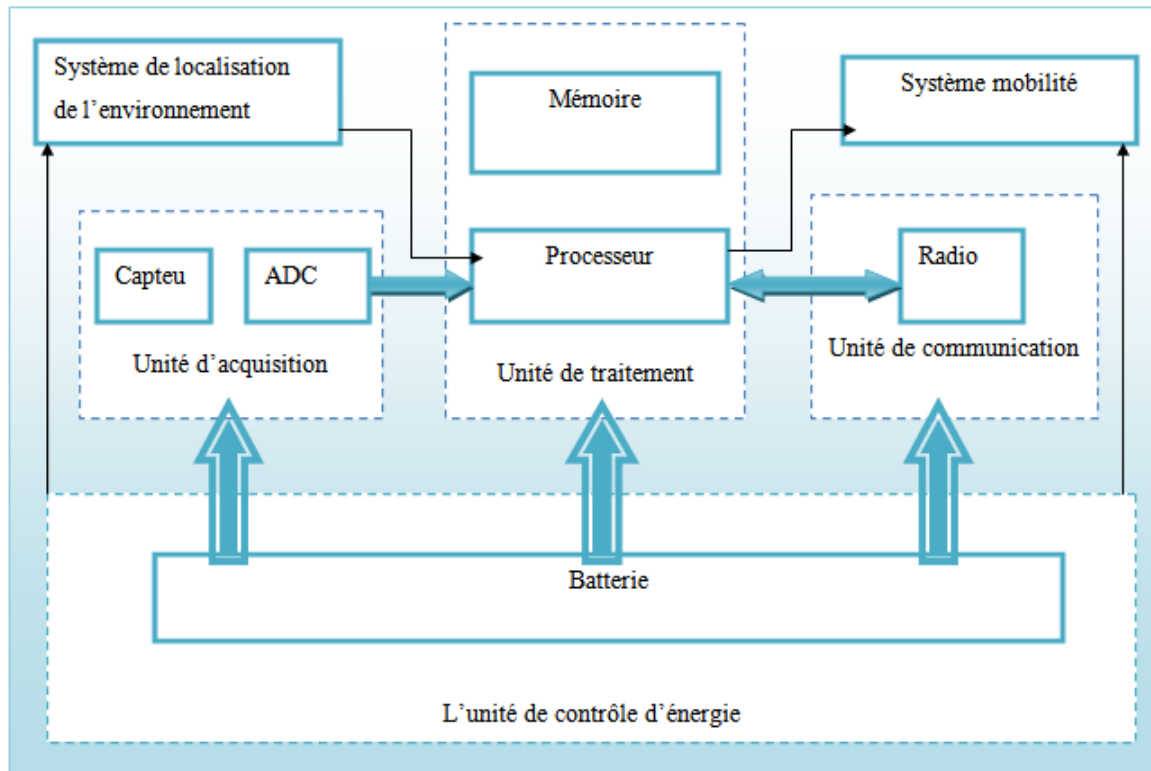 Système de localisation
de l'environnement
Mémoire
Système mobilité
Capteu
ADC
Processeur
Radio
Unité d'acquisition
Unité de traitement
Unité de communication
Batterie
L'unité de contrôle d'énergie